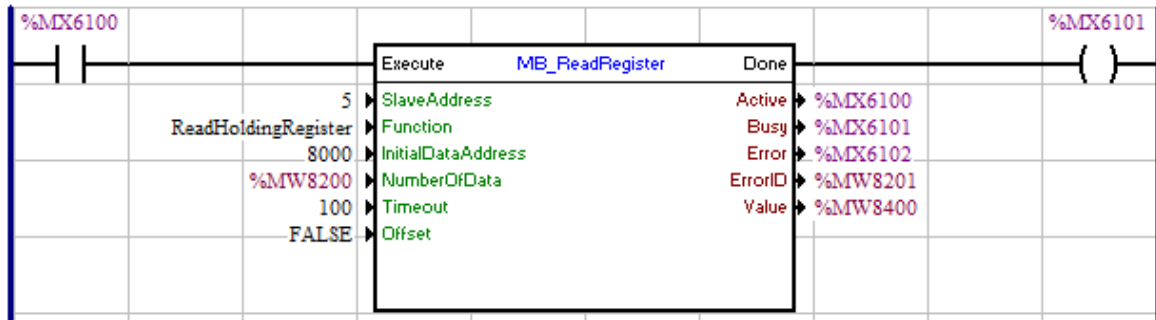 %MX6100 %MX6101
Execute MB_ReadRegister Done
5 SlaveAddress Active %MX6100
ReadHoldingRegister Function Busy %MX6101
8000 InitialDataAddress Error %MX6102
%MW8200 NumberOfData ErrorID %MW8201
100 Timeout Value %MW8400
FALSE Offset